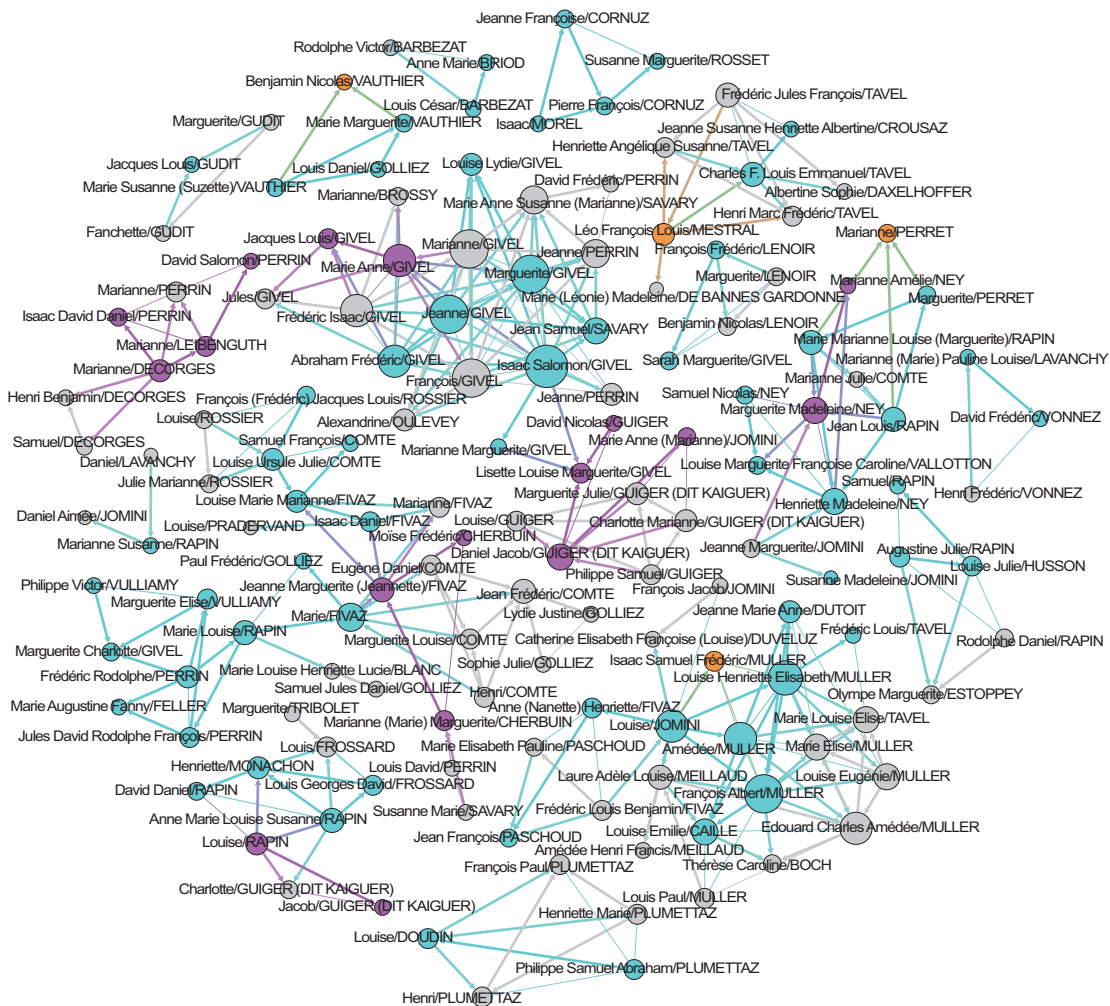 Jeanne Françoise/CORNUZ
Rodolphe Victor/BARBEZAT
Anne Marie/BRIOD
Susanne Marguerite/ROSSET
Benjamin Nicolas/VAUTHIER
Frédéric Jules François/TAVEL
Louis César/BARBEZAT
Pierre François/CORNUZ
Marguerite/GUDIT
Marie Marguerite/VAUTHIER
Isaac/MOREL
Jeanne Susanne Henriette Albertine/CROUSAZ
Henriette Angélique Susanne/TAVEL
Jacques Louis/GUDIT
Louise Lydie/GIVEL
Louis Daniel/GOLLIEZ
Charles F. Louis Emmanuel/TAVEL
David Frédéric/PERRIN
Marie Susanne (Suzette)/VAUTHIER
Albertine Sophie/DAXELHOFFER
Marianne/BROSSY
Marie Anne Susanne (Marianne)/SAVARY
Henri Marc Frédéric/TAVEL
Léo François Louis/MESTRAL
Fanchette/GUDIT
Marianne/PERRET
Jacques Louis/GIVEL
Marianne/GIVEL
François Frédéric/LENOIR
Jeanne/PERRIN
David Salomon/PERRIN
Marie Anne/GIVEL
Marguerite/GIVEL
Marguerite/LENOIR
Marianne Amélie/NEY
Marianne/PERRIN
Jules/GIVEL
Marie (Léonie) Madeleine/DE BANNES GARDONNE
Marguerite/PERRET
Isaac David Daniel/PERRIN
Frédéric Isaac/GIVEL
Jeanne/GIVEL
Benjamin Nicolas/LENOIR
Jean Samuel/SAVARY
Marie Marianne Louise (Marguerite)/RAPIN
Marianne/LEIBENGUTH
Abraham Frédéric/GIVEL
Isaac Salomon/GIVEL
Sarah Marguerite/GIVEL
Marianne (Marie) Pauline Louise/LAVANCHY
Marianne/DECORGES
François/GIVEL
Marianne Julie/COMTE
Henri Benjamin/DECORGES
François (Frédéric) Jacques Louis/ROSSIER
Jeanne/PERRIN
Samuel Nicolas/NEY
Louise/ROSSIER
Alexandrine/OULEVEY
David Nicolas/GUIGER
Marguerite Madeleine/NEY
David Frédéric/VONNEZ
Jean Louis/RAPIN
Samuel/DECORGES
Samuel François/COMTE
Marie Anne (Marianne)/JOMINI
Marianne Marguerite/GIVEL
Daniel/LAVANCHY
Louise Ursule Julie/COMTE
Lisette Louise Marguerite/GIVEL
Louise Marguerite Françoise Caroline/VALLOTTON
Samuel/RAPIN
Julie Marianne/ROSSIER
Louise Marie Marianne/FIVAZ
Marianne/FIVAZ
Marguerite Julie/GUIGER (DIT KAIGUER)
Henri Frédéric/VONNEZ
Henriette Madeleine/NEY
Daniel Aimée/JOMINI
Louise/PRADERVAND
Isaac Daniel/FIVAZ
Louise/GUIGER
Charlotte Marianne/GUIGER (DIT KAIGUER)
Moïse Frédéric/CHERBUIN
Marianne Susanne/RAPIN
Daniel Jacob/GUIGER (DIT KAIGUER)
Jeanne Marguerite/JOMINI
Augustine Julie/RAPIN
Paul Frédéric/GOLLIEZ
Eugène Daniel/COMTE
Philippe Samuel/GUIGER
Louise Julie/HUSSON
Philippe Victor/VULLIAMY
Jeanne Marguerite (Jeannette)/FIVAZ
François Jacob/JOMINI
Susanne Madeleine/JOMINI
Marguerite Elise/VULLIAMY
Jean Frédéric/COMTE
Lydie Justine/GOLLIEZ
Jeanne Marie Anne/DUTOIT
Marie Louise/RAPIN
Marie/FIVAZ
Marguerite Louise/COMTE
Catherine Elisabeth Françoise (Louise)/DUVELUZ
Frédéric Louis/TAVEL
Rodolphe Daniel/RAPIN
Marguerite Charlotte/GIVEL
Marie Louise Henriette Lucie/BLANC
Sophie Julie/GOLLIEZ
Isaac Samuel Frédéric/MULLER
Frédéric Rodolphe/PERRIN
Louise Henriette Elisabeth/MULLER
Samuel Jules Daniel/GOLLIEZ
Henri/COMTE
Olympe Marguerite/ESTOPPEY
Marie Augustine Fanny/FELLER
Marguerite/TRIBOLET
Anne (Nanette) Henriette/FIVAZ
Marianne (Marie) Marguerite/CHERBUIN
Louise/JOMINI
Marie Louise Elise/TAVEL
Jules David Rodolphe François/PERRIN
Louis/FROSSARD
Marie Elisabeth Pauline/PASCHOUD
Amédée/MULLER
Marie Elise/MULLER
Henriette/MONACHON
Louis David/PERRIN
Laure Adèle Louise/MEILLAUD
Louise Eugénie/MULLER
David Daniel/RAPIN
Louis Georges David/FROSSARD
François Albert/MULLER
Anne Marie Louise Susanne/RAPIN
Susanne Marie/SAVARY
Frédéric Louis Benjamin/FIVAZ
Louise Emilie/CAILLE
Edouard Charles Amédée/MULLER
Louise/RAPIN
Jean François/PASCHOUD
Amédée Henri Francis/MEILLAUD
Thérèse Caroline/BOCH
François Paul/PLUMETTAZ
Charlotte/GUIGER (DIT KAIGUER)
Louis Paul/MULLER
Jacob/GUIGER (DIT KAIGUER)
Henriette Marie/PLUMETTAZ
Louise/DOUDIN
Philippe Samuel Abraham/PLUMETTAZ
Henri/PLUMETTAZ